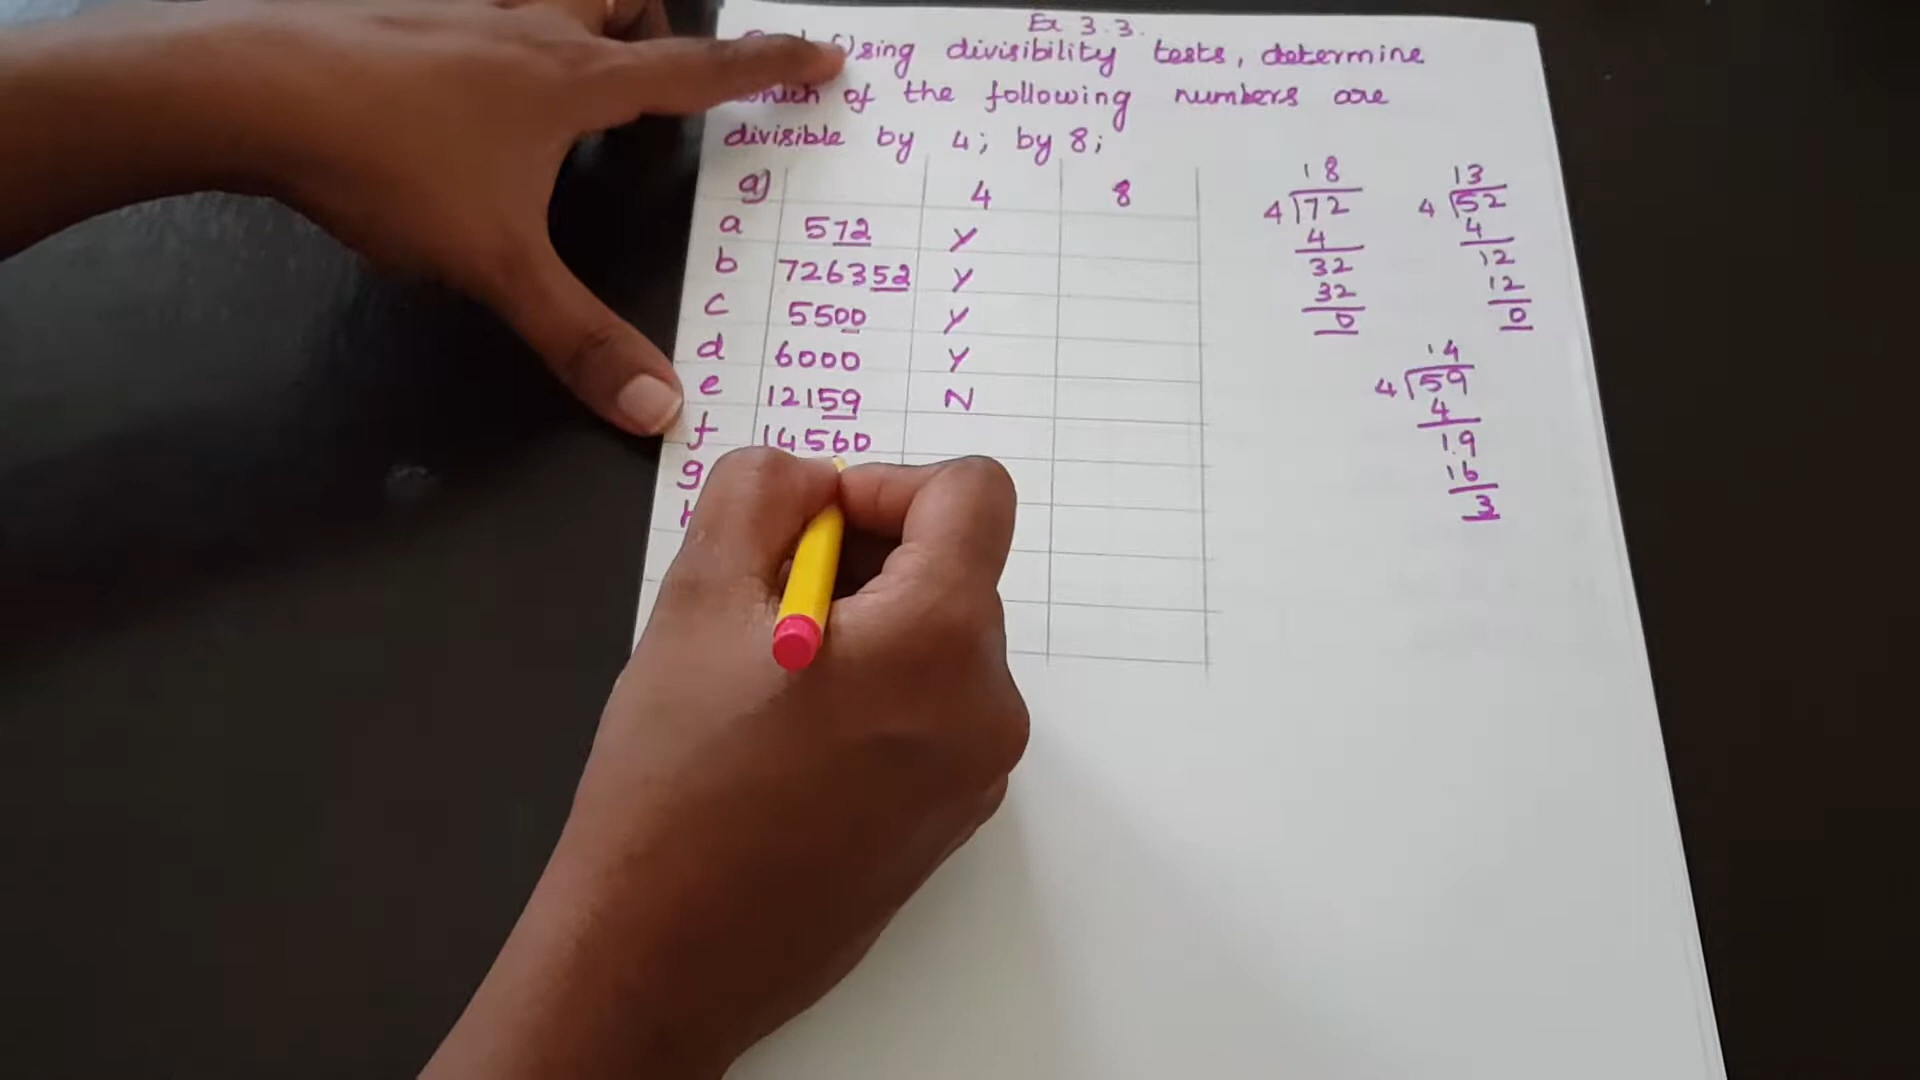 Ex 3.3.
Using divisibility tests, determine
which of the following numbers are
divisible by 4; by 8;
a) 4 8
a 572 Y
b 726352 Y
c 5500 Y
d 6000 Y
e 12159 N
f 14560
g
18
4)72
4
32
32
0
13
4)52
4
12
12
0
14
4)59
4
19
16
3